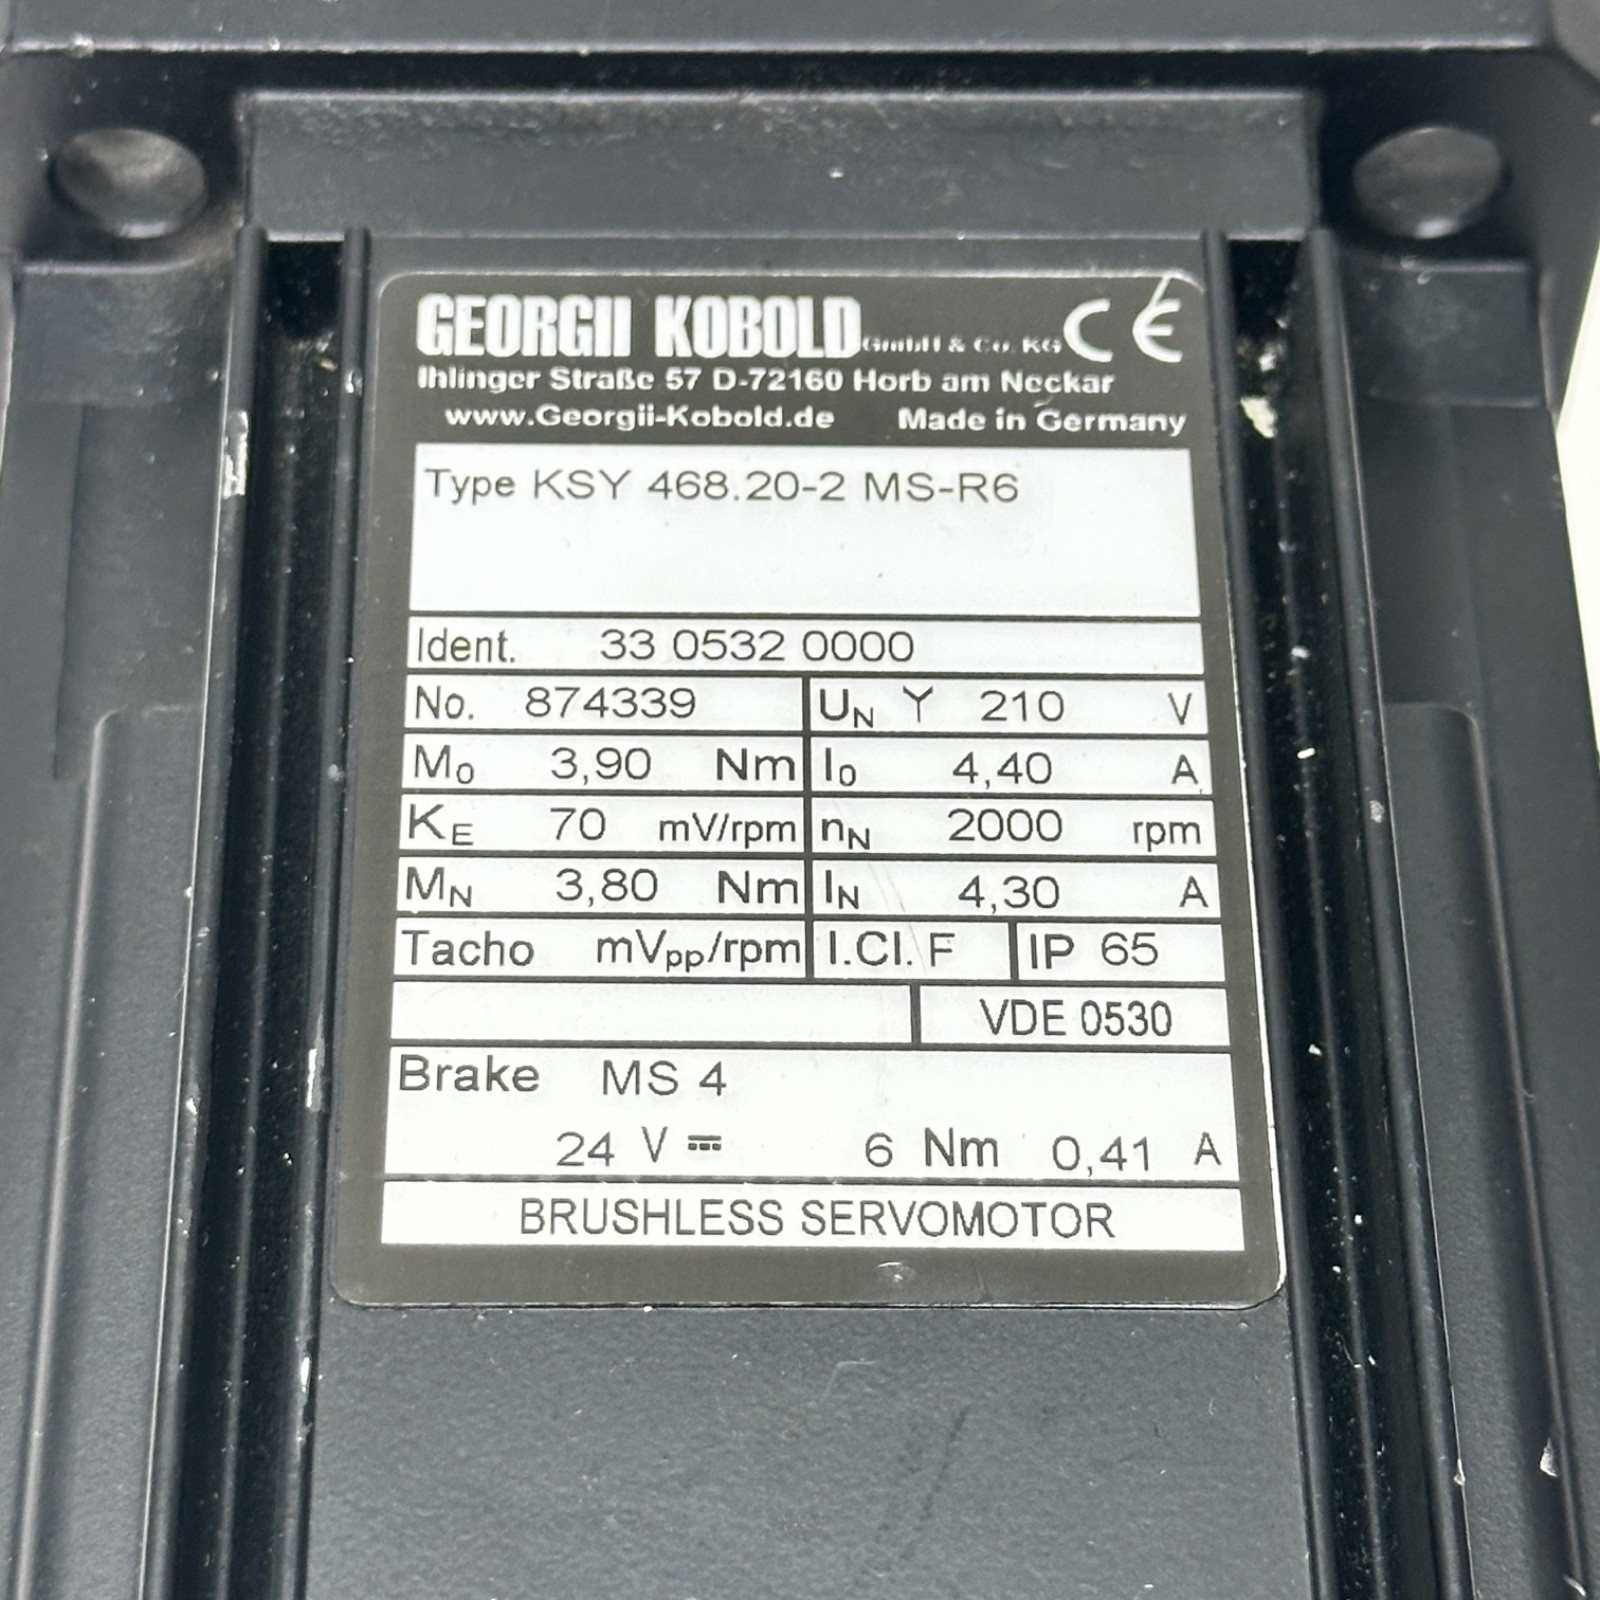 GEORGII KOBOLD GmbH & Co. KG CE
Ihlinger Straße 57 D-72160 Horb am Neckar
www.Georgii-Kobold.de Made in Germany
Type KSY 468.20-2 MS-R6
Ident. 33 0532 0000
No. 874339 UN Y 210 V
M0 3,90 Nm I0 4,40 A
KE 70 mV/rpm nN 2000 rpm
MN 3,80 Nm IN 4,30 A
Tacho mVpp/rpm I.Cl. F IP 65
VDE 0530
Brake MS 4
24 V ⎓ 6 Nm 0,41 A
BRUSHLESS SERVOMOTOR